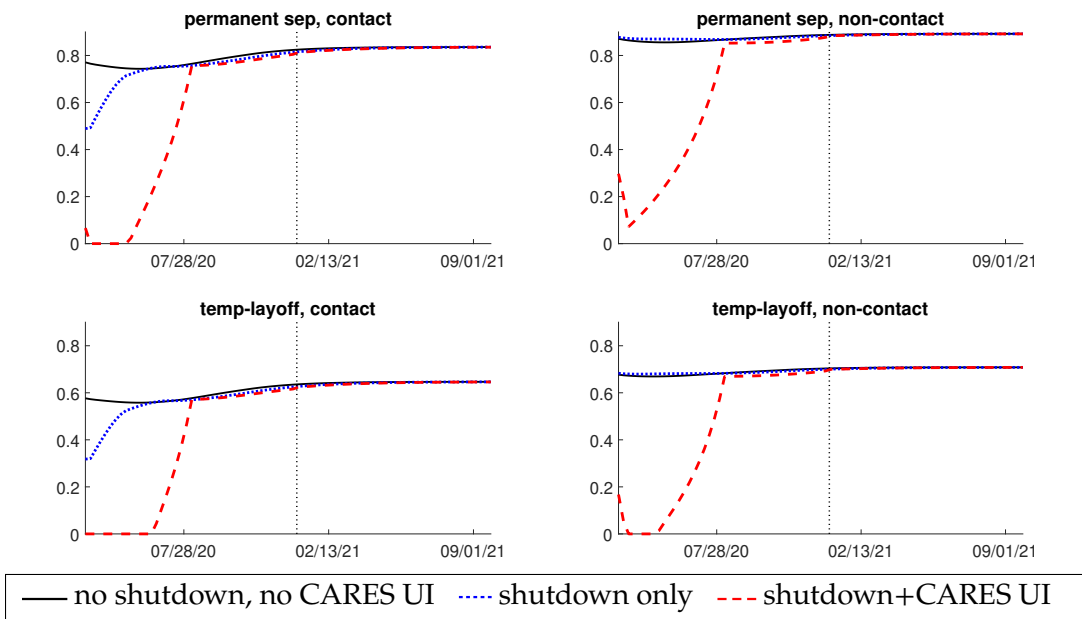 permanent sep, contact
0.8
0.6
0.4
0.2
0
07/28/20 02/13/21 09/01/21
permanent sep, non-contact
0.8
0.6
0.4
0.2
0
07/28/20 02/13/21 09/01/21
temp-layoff, contact
0.8
0.6
0.4
0.2
0
07/28/20 02/13/21 09/01/21
temp-layoff, non-contact
0.8
0.6
0.4
0.2
0
07/28/20 02/13/21 09/01/21
no shutdown, no CARES UI shutdown only shutdown+CARES UI